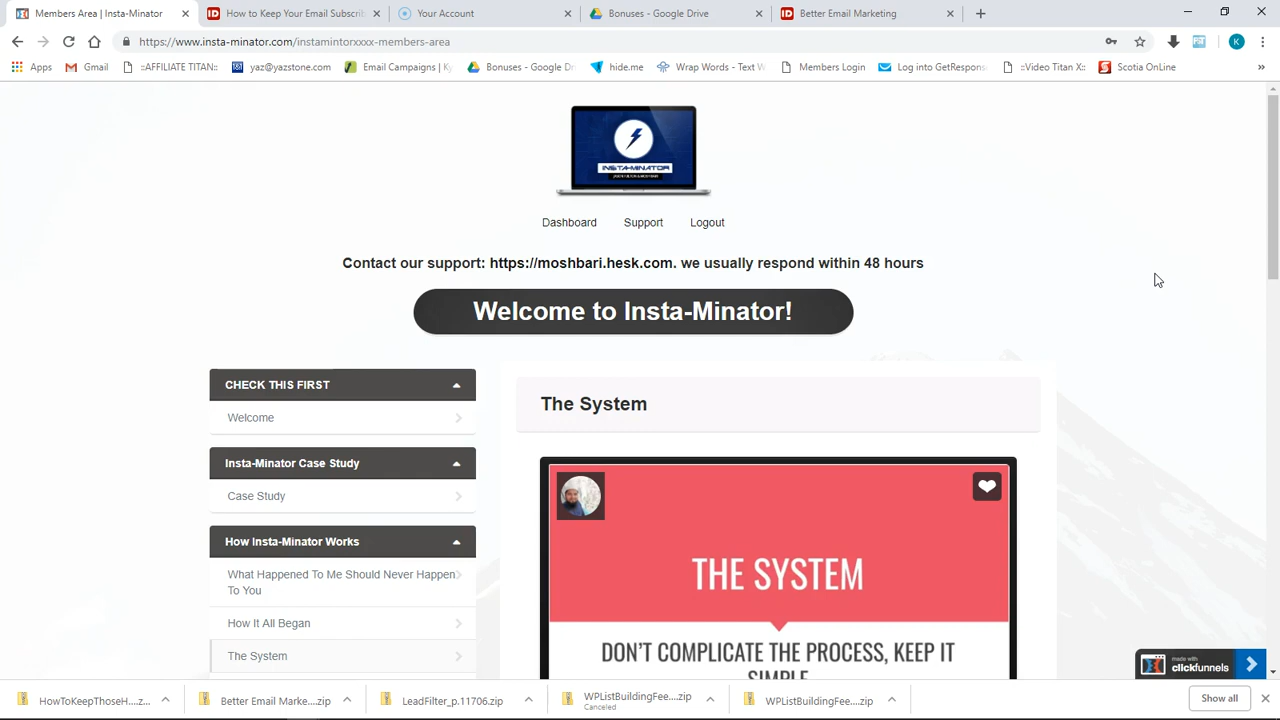 Members Area | Insta-Minator
How to Keep Your Email Subscrib
Your Account
Bonuses - Google Drive
Better Email Marketing
https://www.insta-minator.com/instamintorxxxx-members-area
Apps
Gmail
::AFFILIATE TITAN::
yaz@yazstone.com
Email Campaigns | Ky
Bonuses - Google Dri
hide.me
Wrap Words - Text W
Members Login
Log into GetRespons
::Video Titan X::
Scotia OnLine
INSTA-MINATOR
Dashboard
Support
Logout
Contact our support: https://moshbari.hesk.com. we usually respond within 48 hours
Welcome to Insta-Minator!
CHECK THIS FIRST
Welcome
Insta-Minator Case Study
Case Study
How Insta-Minator Works
What Happened To Me Should Never Happen
To You
How It All Began
The System
The System
THE SYSTEM
DON'T COMPLICATE THE PROCESS, KEEP IT
SIMPLE
made with
clickfunnels
HowToKeepThoseH....z...
Better Email Marke....zip
LeadFilter_p.11706.zip
WPListBuildingFee....zip
Canceled
WPListBuildingFee....zip
Show all